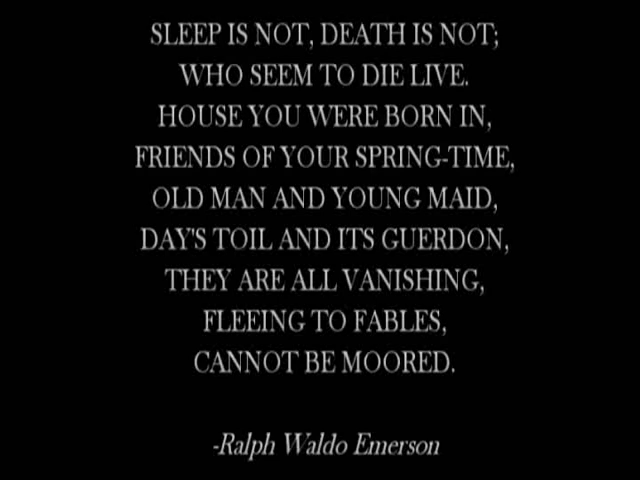 SLEEP IS NOT, DEATH IS NOT;
WHO SEEM TO DIE LIVE.
HOUSE YOU WERE BORN IN,
FRIENDS OF YOUR SPRING-TIME,
OLD MAN AND YOUNG MAID,
DAY'S TOIL AND ITS GUERDON,
THEY ARE ALL VANISHING,
FLEEING TO FABLES,
CANNOT BE MOORED.
-Ralph Waldo Emerson